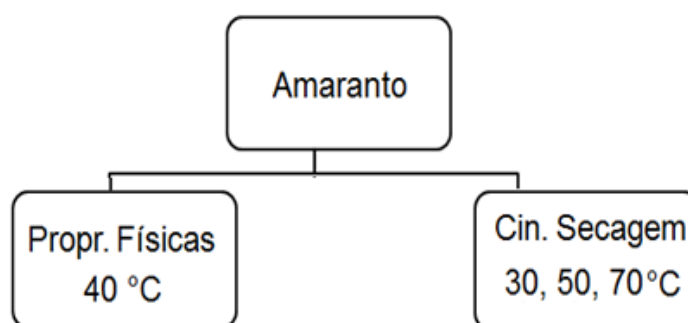 Amaranto
Propr. Físicas
40 °C
Cin. Secagem
30, 50, 70°C